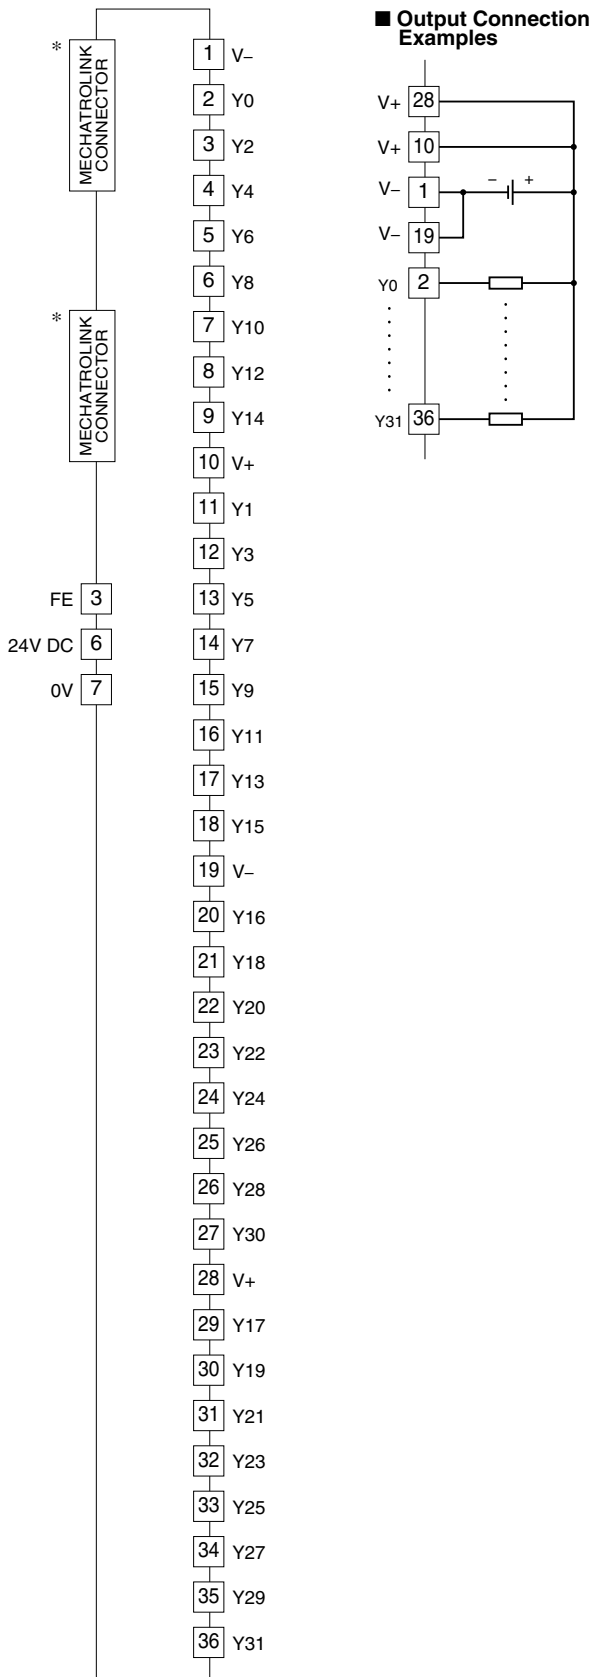 *
MECHATROLINK
CONNECTOR
*
MECHATROLINK
CONNECTOR
FE 3
24V DC 6
0V 7
1 V–
2 Y0
3 Y2
4 Y4
5 Y6
6 Y8
7 Y10
8 Y12
9 Y14
10 V+
11 Y1
12 Y3
13 Y5
14 Y7
15 Y9
16 Y11
17 Y13
18 Y15
19 V–
20 Y16
21 Y18
22 Y20
23 Y22
24 Y24
25 Y26
26 Y28
27 Y30
28 V+
29 Y17
30 Y19
31 Y21
32 Y23
33 Y25
34 Y27
35 Y29
36 Y31
■ Output Connection
Examples
V+ 28
V+ 10
V– 1 – +
V– 19
Y0 2
Y31 36